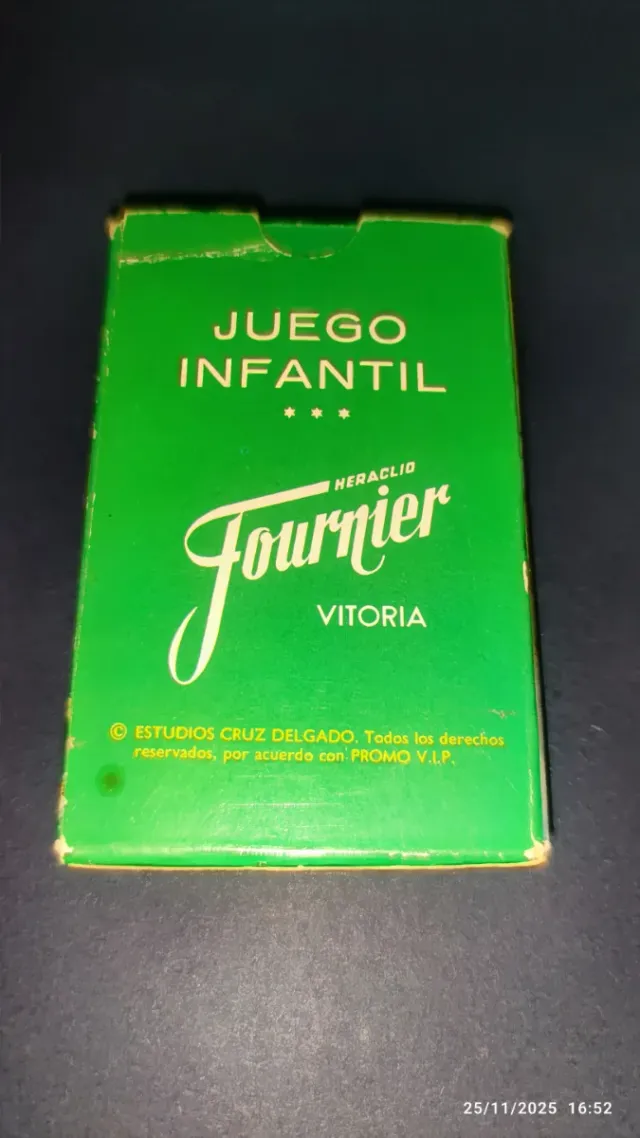 JUEGO
INFANTIL
HERACLIO
Fournier
VITORIA
© ESTUDIOS CRUZ DELGADO. Todos los derechos
reservados, por acuerdo con PROMO V.I.P.
25/11/2025 16:52